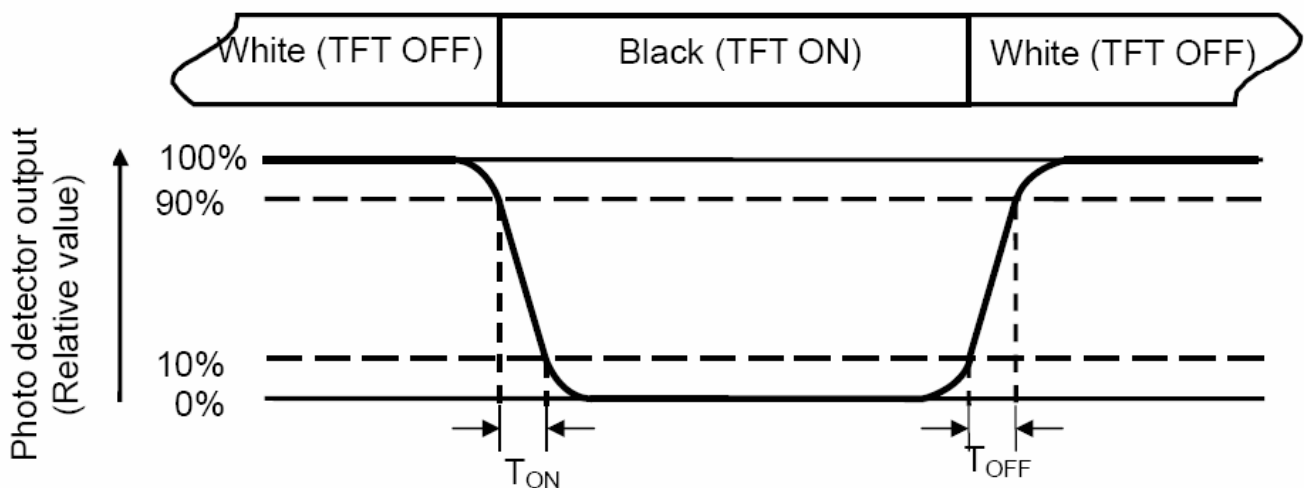 White (TFT OFF)
Black (TFT ON)
White (TFT OFF)
Photo detector output
(Relative value)
100%
90%
10%
0%
TON
TOFF